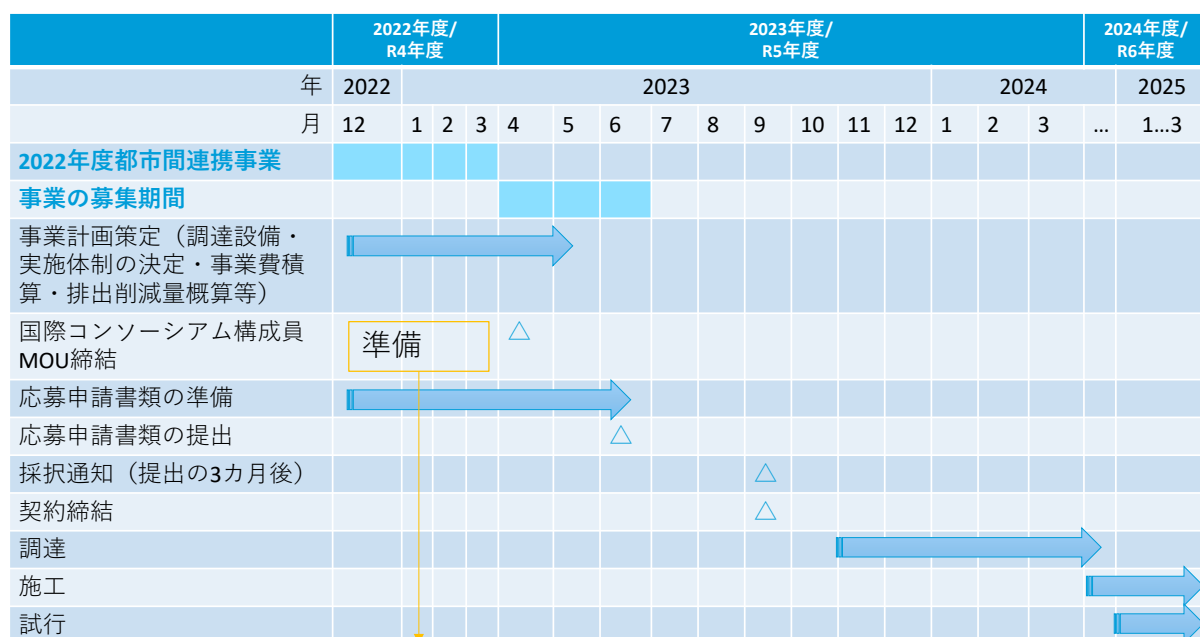 2022年度/
R4年度
2023年度/
R5年度
2024年度/
R6年度
年 2022 2023 2024 2025
月 12 1 2 3 4 5 6 7 8 9 10 11 12 1 2 3 ... 1...3
2022年度都市間連携事業
事業の募集期間
事業計画策定（調達設備・
実施体制の決定・事業費積
算・排出削減量概算等）
国際コンソーシアム構成員
MOU締結
準備
△
応募申請書類の準備
応募申請書類の提出 △
採択通知（提出の3カ月後） △
契約締結 △
調達
施工
試行